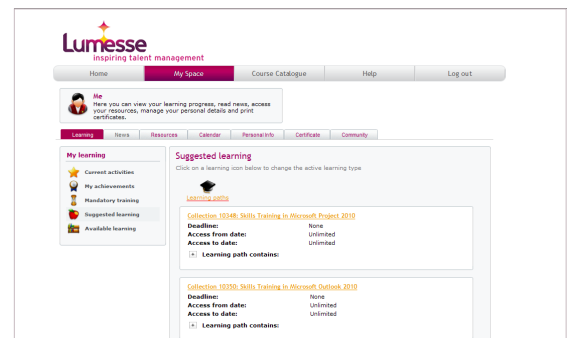 Lumesse
inspiring talent management
Home My Space Course Catalogue Help Log out
Me
Here you can view your learning progress, read news, access
your resources, manage your personal details and print
certificates.
Learning News Resources Calendar Personal Info Certificate Community
My learning
Current activities
My achievements
Mandatory training
Suggested learning
Available learning
Suggested learning
Click on a learning icon below to change the active learning type
Learning paths
Collection 10348: Skills Training in Microsoft Project 2010
Deadline: None
Access from date: Unlimited
Access to date: Unlimited
+ Learning path contains:
Collection 10350: Skills Training in Microsoft Outlook 2010
Deadline: None
Access from date: Unlimited
Access to date: Unlimited
+ Learning path contains: